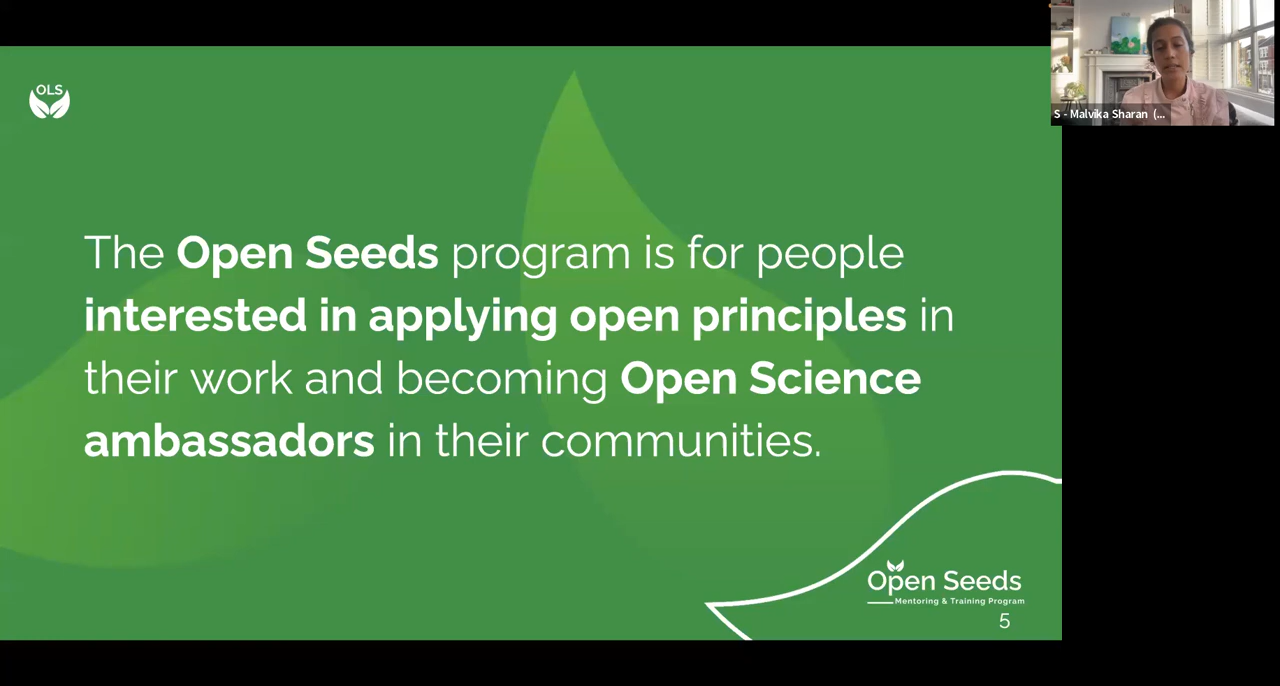 S - Malvika Sharan (...
OLS
The Open Seeds program is for people
interested in applying open principles in
their work and becoming Open Science
ambassadors in their communities.
Open Seeds
Mentoring & Training Program
5